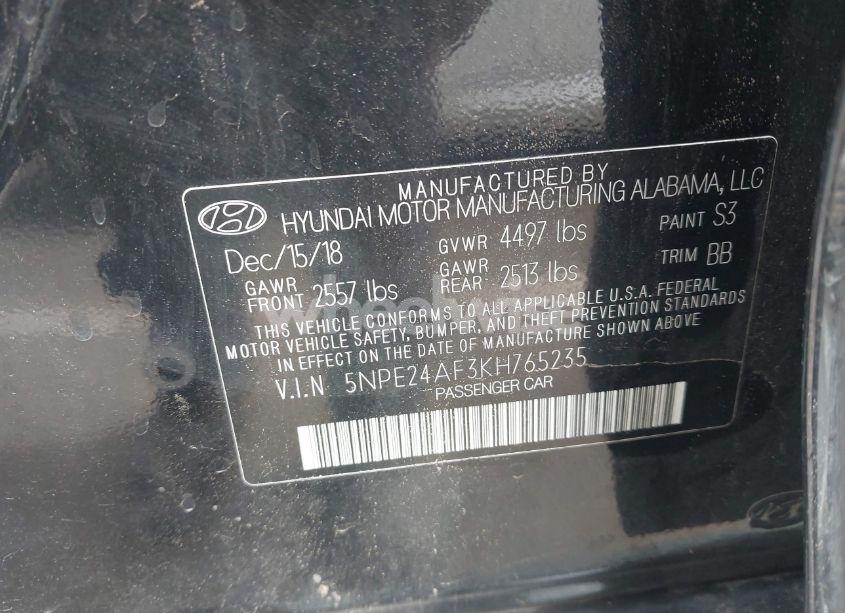 MANUFACTURED BY
HYUNDAI MOTOR MANUFACTURING ALABAMA, LLC
Dec/15/18 GVWR 4497 lbs PAINT S3
GAWR FRONT 2557 lbs GAWR REAR 2513 lbs TRIM BB
THIS VEHICLE CONFORMS TO ALL APPLICABLE U.S.A. FEDERAL
MOTOR VEHICLE SAFETY, BUMPER, AND THEFT PREVENTION STANDARDS
IN EFFECT ON THE DATE OF MANUFACTURE SHOWN ABOVE
V.I.N 5NPE24AF3KH765235
PASSENGER CAR